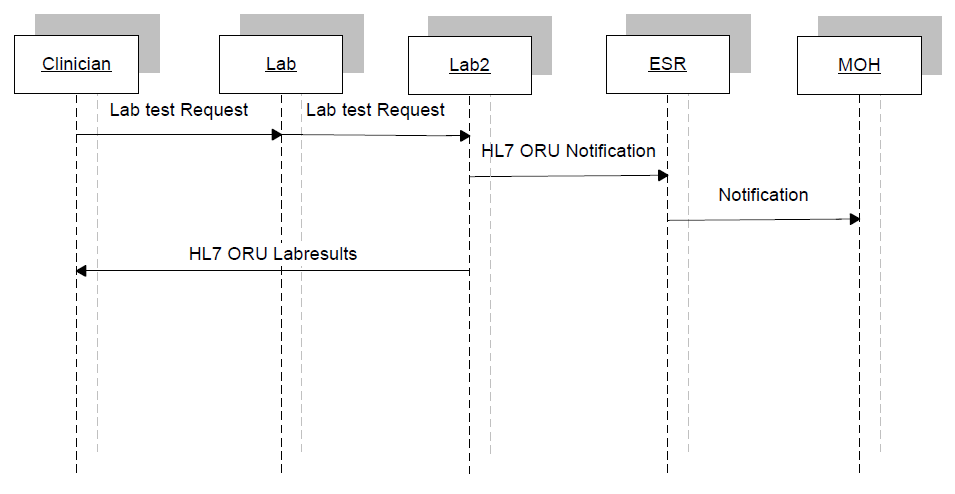 Clinician
Lab
Lab2
ESR
MOH
Lab test Request
Lab test Request
HL7 ORU Notification
Notification
HL7 ORU Labresults